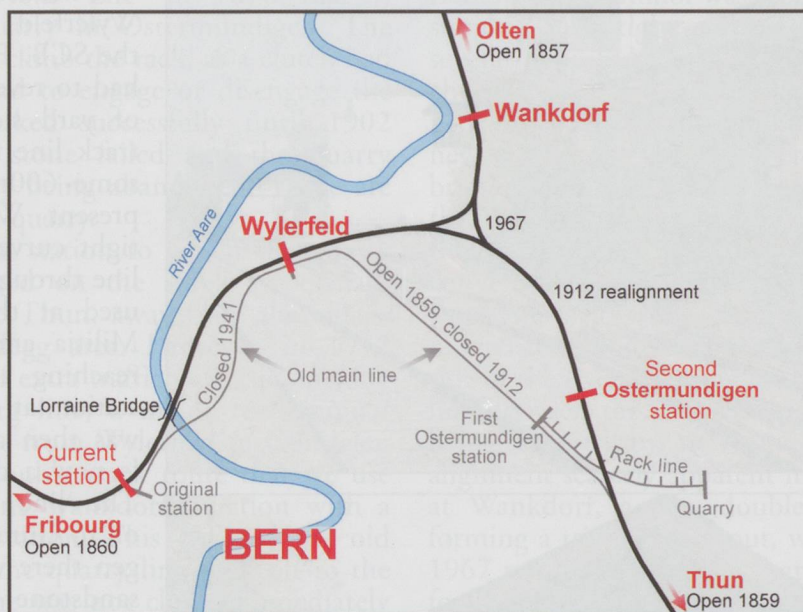 Olten
Open 1857
Wankdorf
River Aare
Wylerfeld
1967
Open 1859, closed 1912
1912 realignment
Closed 1941
Old main line
Lorraine Bridge
Second
Ostermundigen
station
First
Ostermundigen
station
Rack line
Quarry
Current
station
Original
station
Fribourg
Open 1860
BERN
Thun
Open 1859